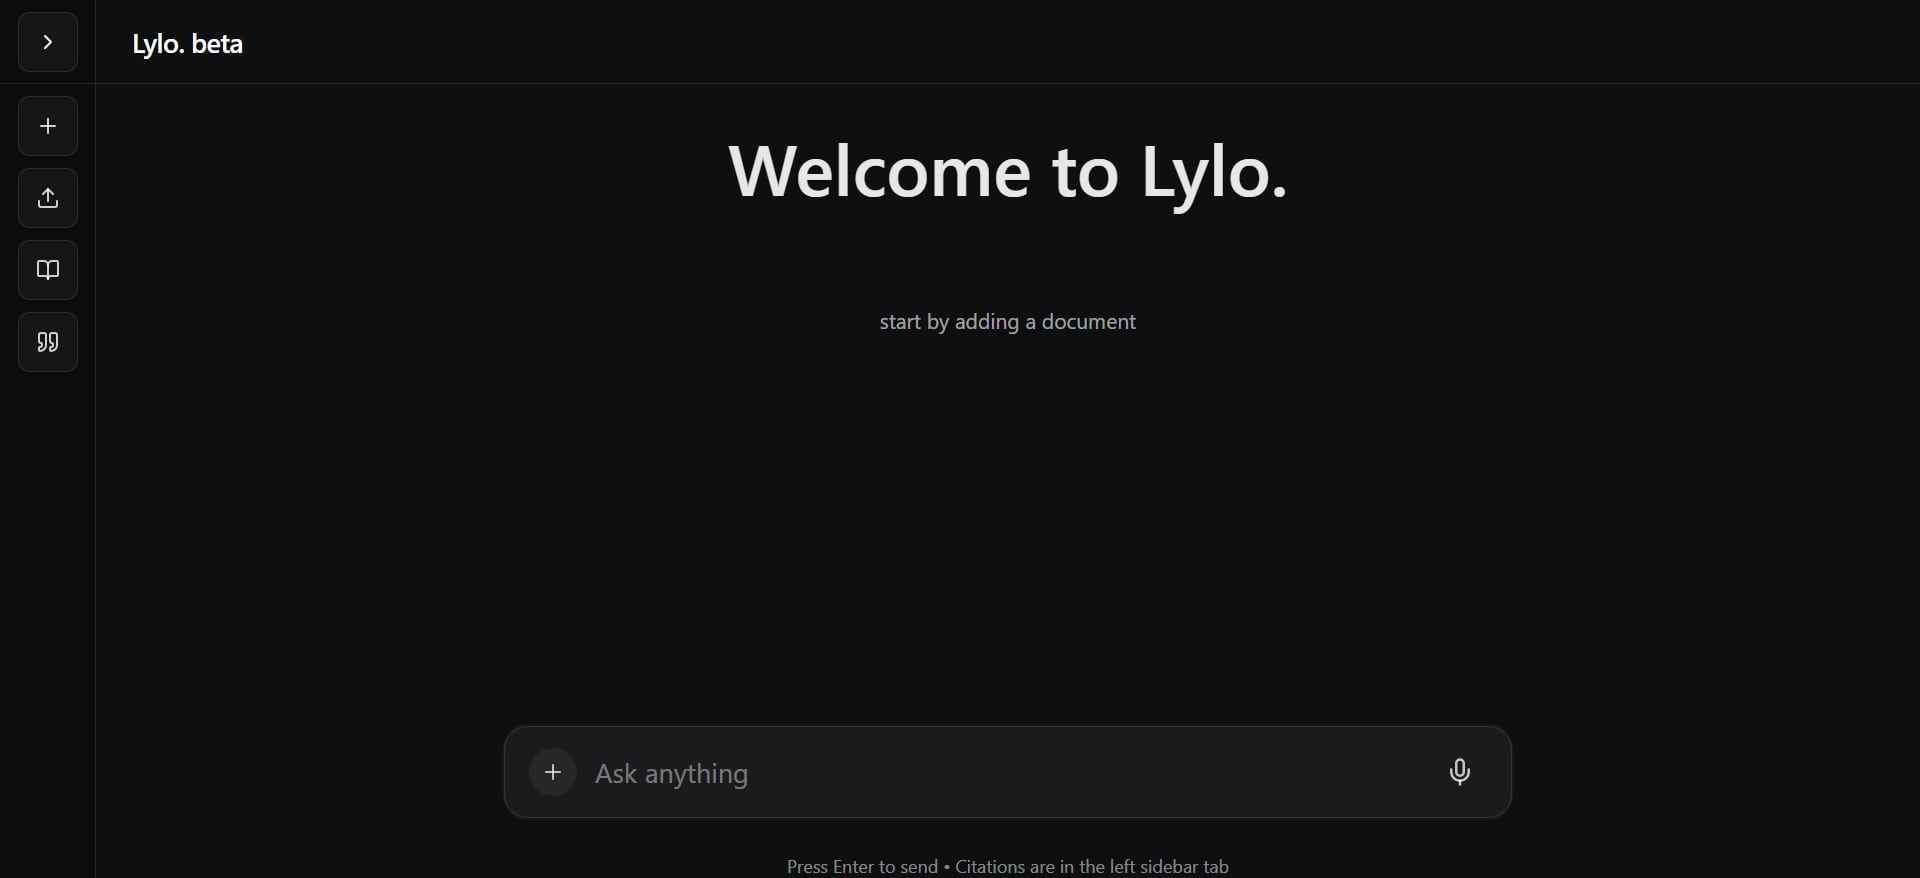 Lylo. beta
Welcome to Lylo.
start by adding a document
Ask anything
Press Enter to send • Citations are in the left sidebar tab